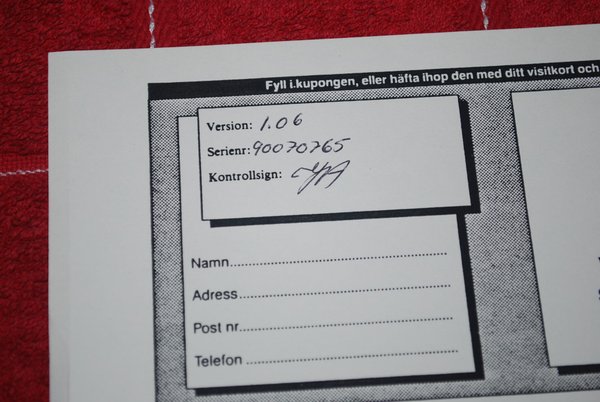 Fyll i kupongen, eller häfta ihop den med ditt visitkort och
Version: 1.06
Serienr: 90070765
Kontrollsign:
Namn
Adress
Post nr
Telefon